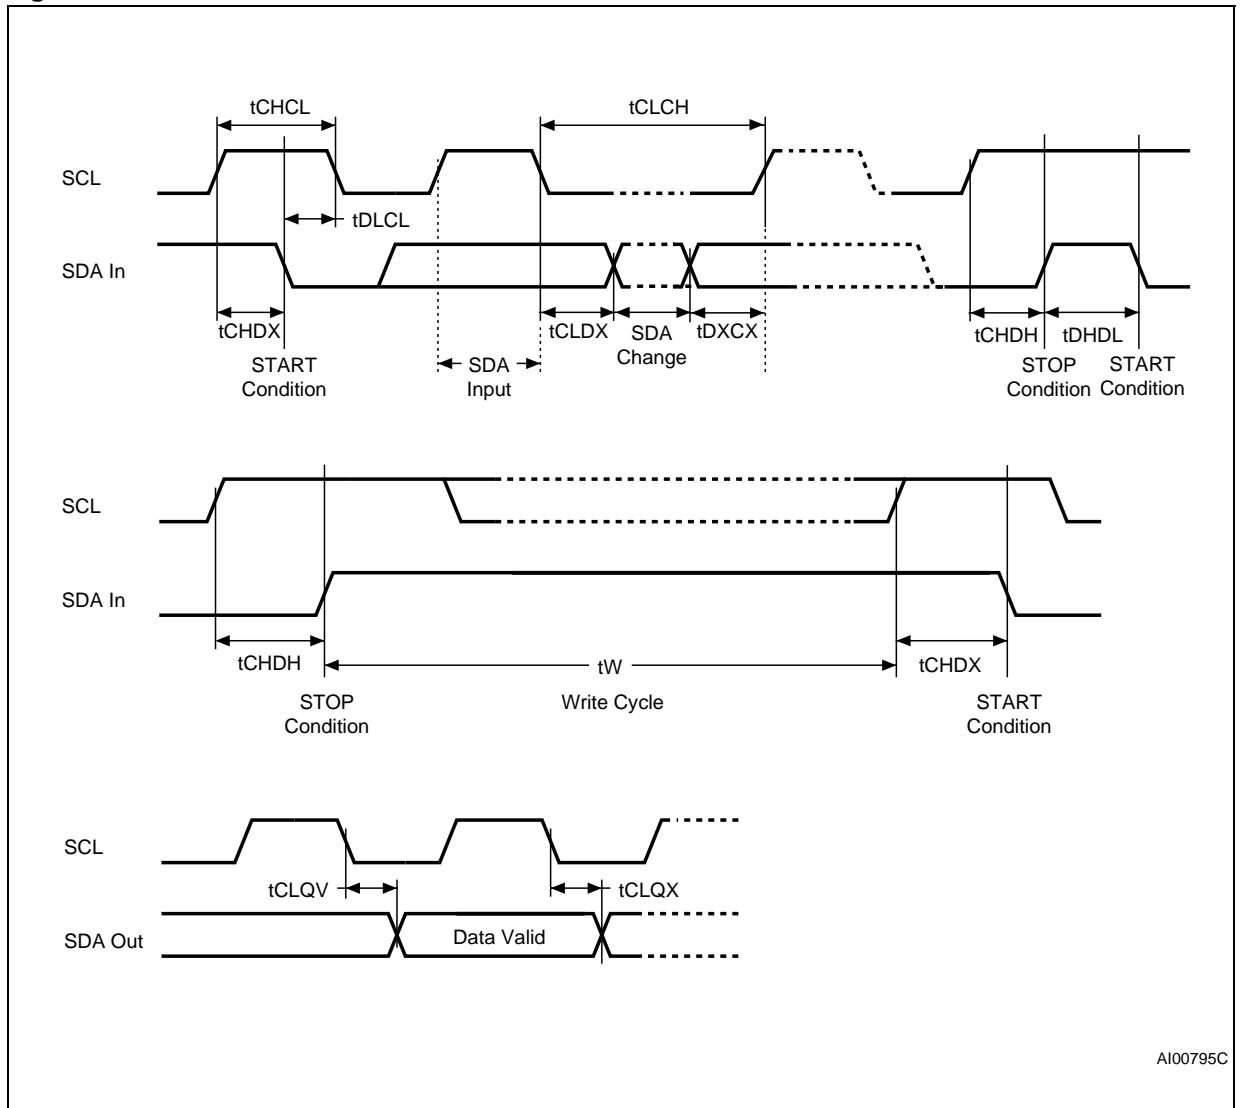 tCHCL
tCLCH
SCL
tDLCL
SDA In
tCHDX
tCLDX
SDA
Change
tDXCX
tCHDH
tDHDL
START
Condition
SDA
Input
STOP
Condition
START
Condition
SCL
SDA In
tCHDH
tW
tCHDX
STOP
Condition
Write Cycle
START
Condition
SCL
tCLQV
tCLQX
SDA Out
Data Valid
AI00795C